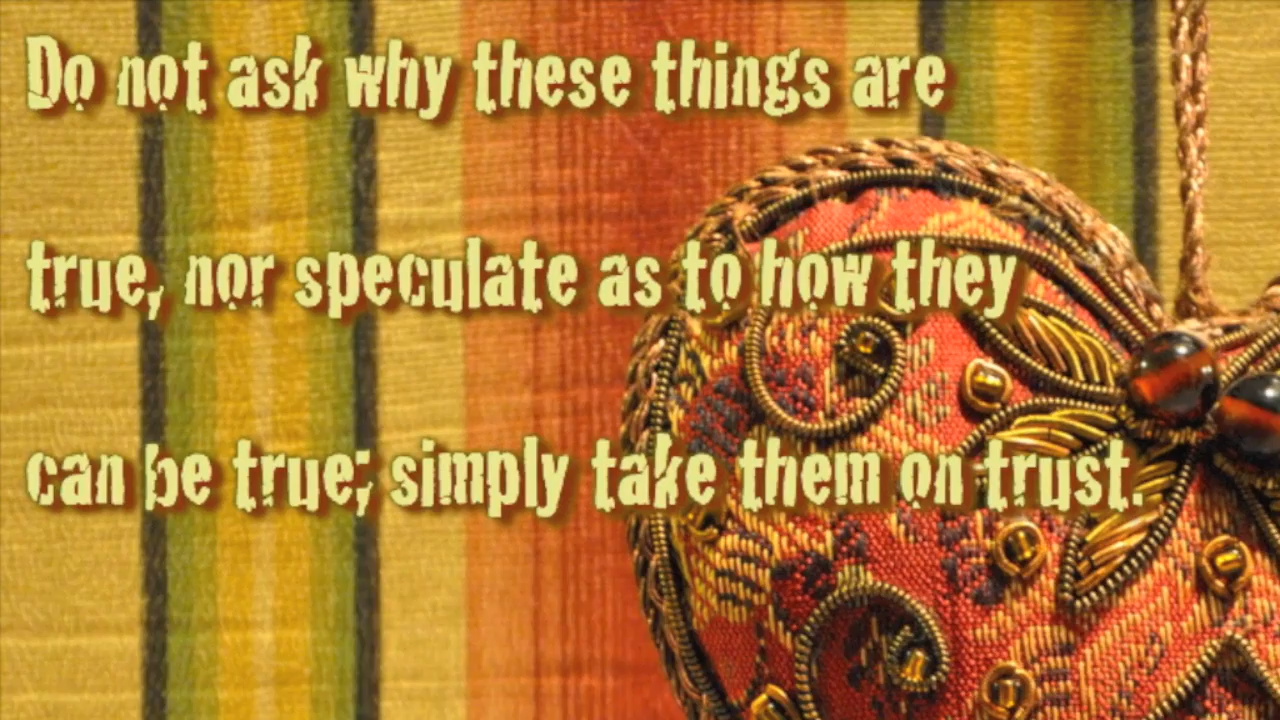 Do not ask why these things are
true, nor speculate as to how they
can be true; simply take them on trust.